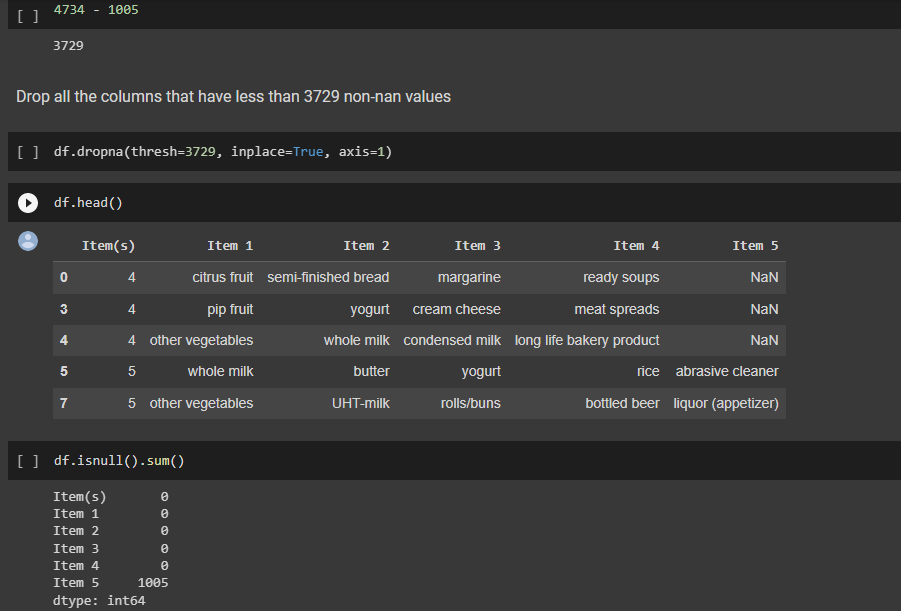 [ ] 4734 - 1005
3729
Drop all the columns that have less than 3729 non-nan values
[ ] df.dropna(thresh=3729, inplace=True, axis=1)
df.head()
Item(s) Item 1 Item 2 Item 3 Item 4 Item 5
0 4 citrus fruit semi-finished bread margarine ready soups NaN
3 4 pip fruit yogurt cream cheese meat spreads NaN
4 4 other vegetables whole milk condensed milk long life bakery product NaN
5 5 whole milk butter yogurt rice abrasive cleaner
7 5 other vegetables UHT-milk rolls/buns bottled beer liquor (appetizer)
[ ] df.isnull().sum()
Item(s) 0
Item 1 0
Item 2 0
Item 3 0
Item 4 0
Item 5 1005
dtype: int64